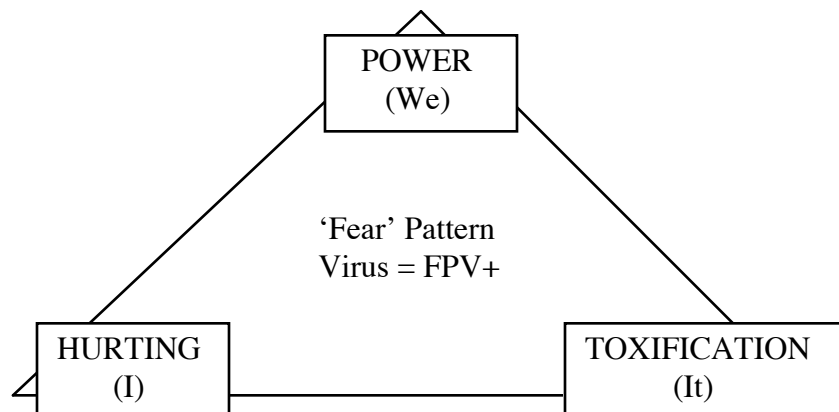 POWER
(We)
‘Fear’ Pattern
Virus = FPV+
HURTING
(I)
TOXIFICATION
(It)